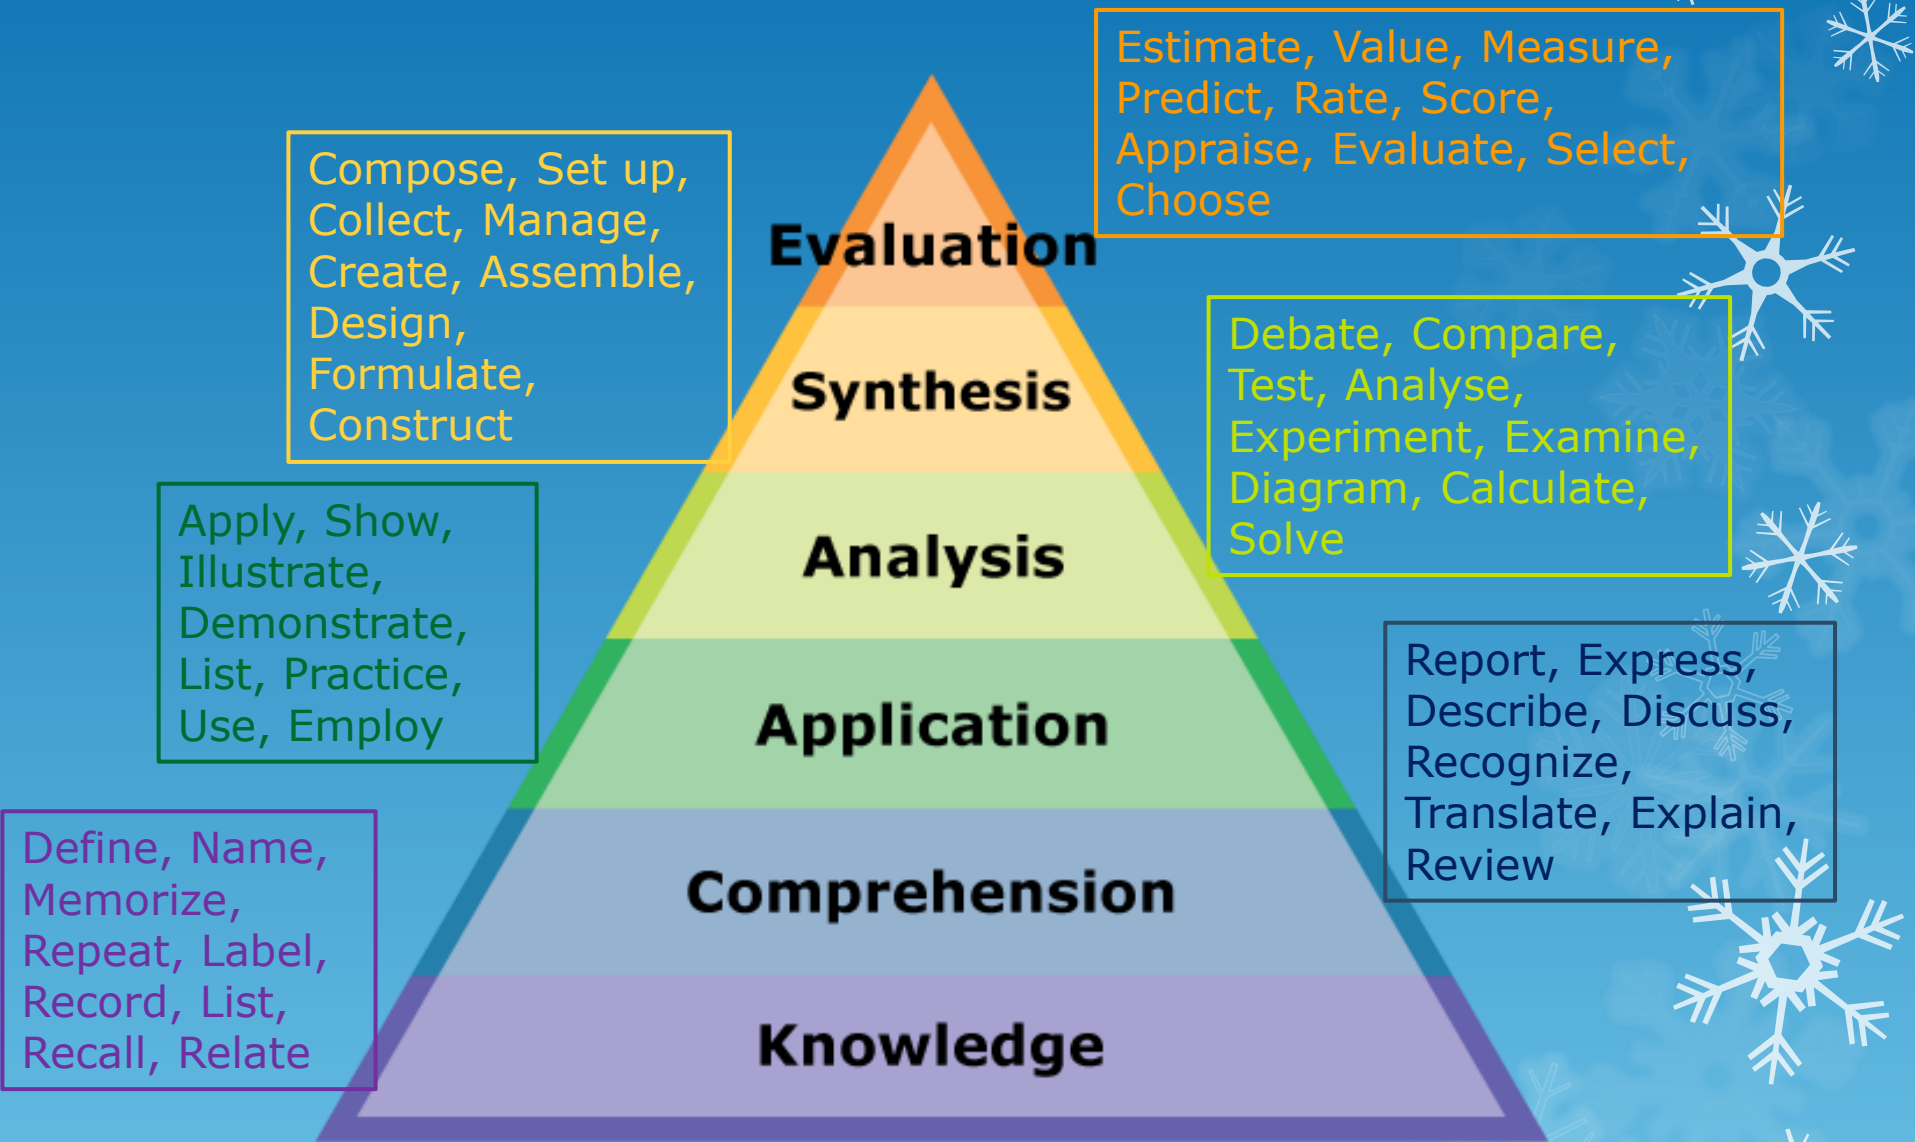 Estimate, Value, Measure,
Predict, Rate, Score,
Appraise, Evaluate, Select,
Choose
Compose, Set up,
Collect, Manage,
Create, Assemble,
Design,
Formulate,
Construct
Evaluation
Debate, Compare,
Test, Analyse,
Experiment, Examine,
Diagram, Calculate,
Solve
Synthesis
Apply, Show,
Illustrate,
Demonstrate,
List, Practice,
Use, Employ
Analysis
Report, Express,
Describe, Discuss,
Recognize,
Translate, Explain,
Review
Application
Define, Name,
Memorize,
Repeat, Label,
Record, List,
Recall, Relate
Comprehension
Knowledge